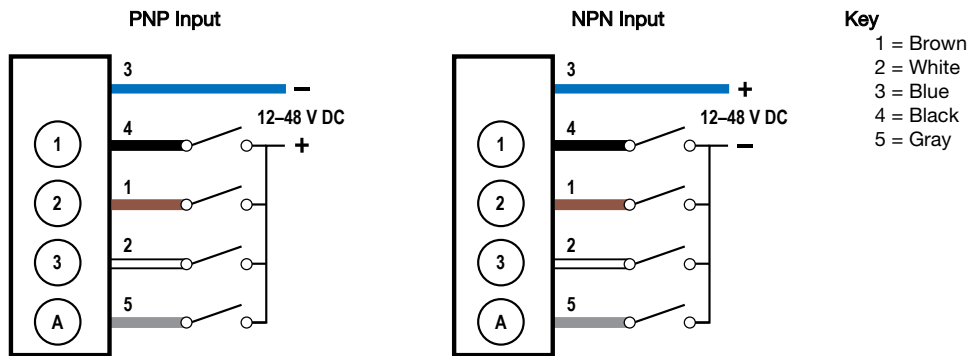 PNP Input
3
–
12–48 V DC
1
4
+
2
1
3
2
A
5
NPN Input
3
+
12–48 V DC
1
4
–
2
1
3
2
A
5
Key
1 = Brown
2 = White
3 = Blue
4 = Black
5 = Gray